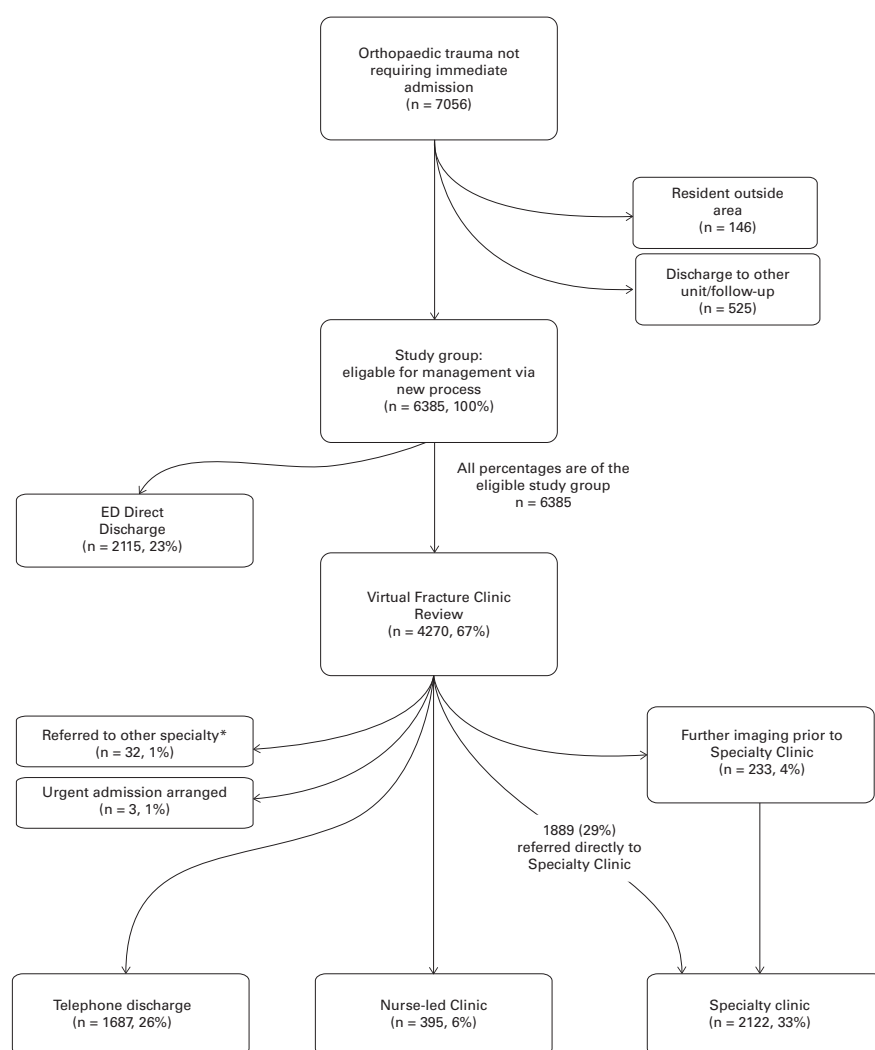 Orthopaedic trauma not
requiring immediate
admission
(n = 7056)
Resident outside
area
(n = 146)
Discharge to other
unit/follow-up
(n = 525)
Study group:
eligable for management via
new process
(n = 6385, 100%)
All percentages are of the
eligible study group
n = 6385
ED Direct
Discharge
(n = 2115, 23%)
Virtual Fracture Clinic
Review
(n = 4270, 67%)
Referred to other specialty*
(n = 32, 1%)
Urgent admission arranged
(n = 3, 1%)
Further imaging prior to
Specialty Clinic
(n = 233, 4%)
1889 (29%)
referred directly to
Specialty Clinic
Telephone discharge
(n = 1687, 26%)
Nurse-led Clinic
(n = 395, 6%)
Specialty clinic
(n = 2122, 33%)